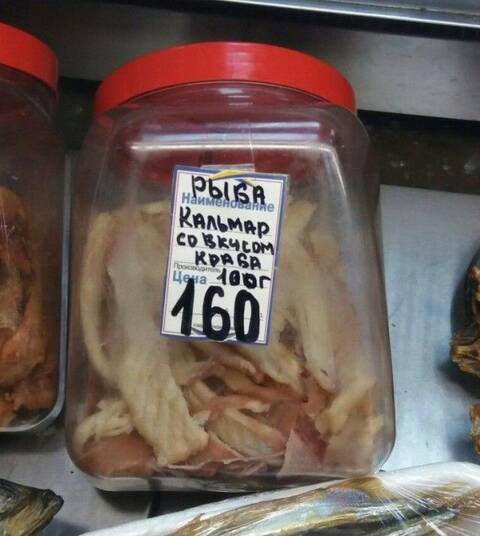 РЫБА
Наименование
КАЛЬМАР
СО ВКУСОМ
КРАБА
Производитель
100г
Цена
160